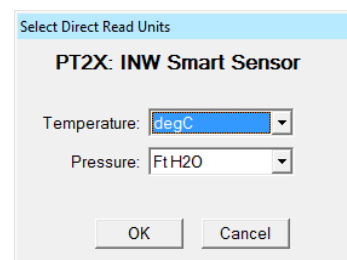 Select Direct Read Units
PT2X: INW Smart Sensor
Temperature: degC
Pressure: Ft H2O
OK Cancel